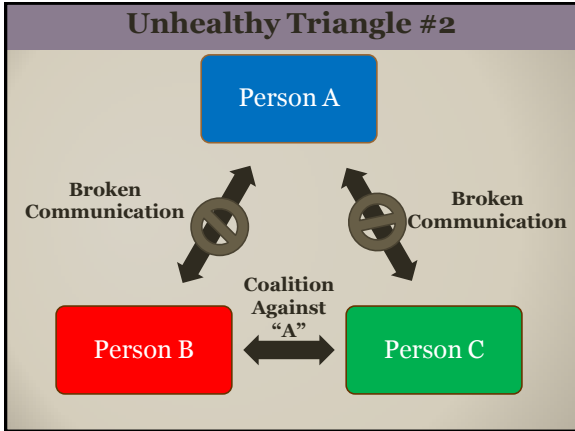 Unhealthy Triangle #2
Person A
Broken
Communication
Broken
Communication
Coalition
Against
“A”
Person B
Person C